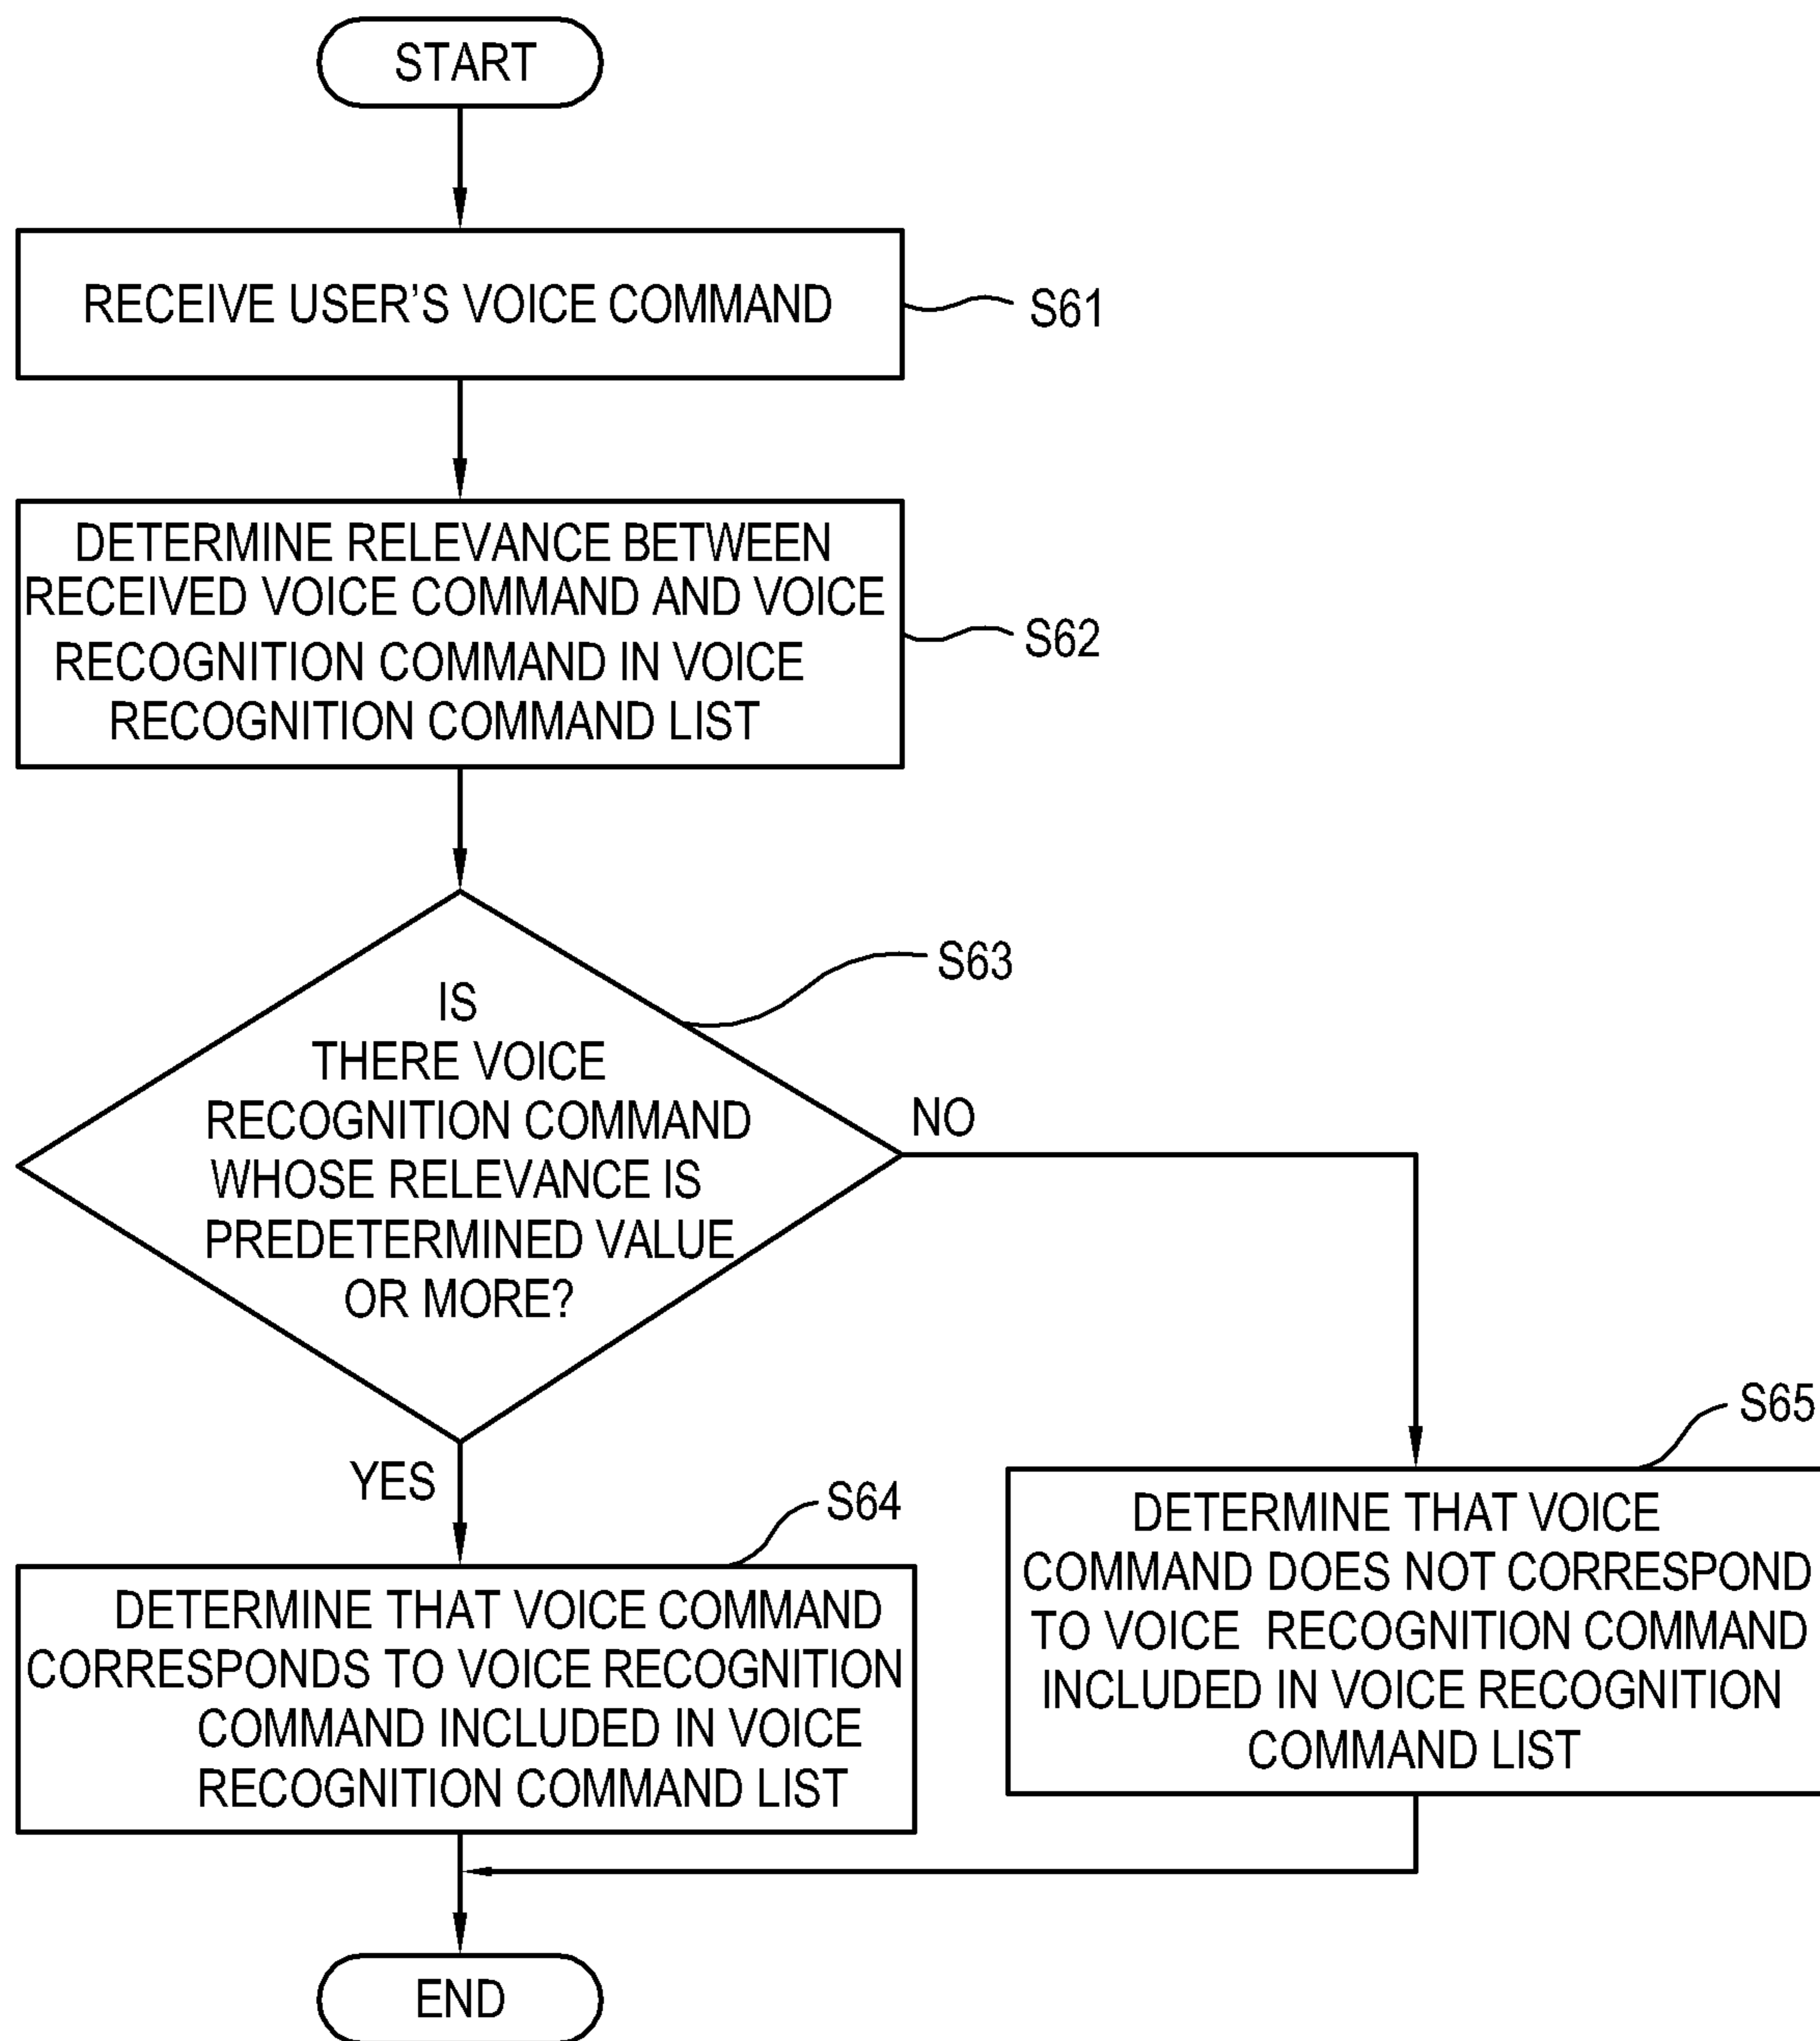 START
RECEIVE USER'S VOICE COMMAND
S61
DETERMINE RELEVANCE BETWEEN
RECEIVED VOICE COMMAND AND VOICE
RECOGNITION COMMAND IN VOICE
RECOGNITION COMMAND LIST
S62
S63
IS
THERE VOICE
RECOGNITION COMMAND
WHOSE RELEVANCE IS
PREDETERMINED VALUE
OR MORE?
NO
YES
S64
DETERMINE THAT VOICE COMMAND
CORRESPONDS TO VOICE RECOGNITION
COMMAND INCLUDED IN VOICE
RECOGNITION COMMAND LIST
S65
DETERMINE THAT VOICE
COMMAND DOES NOT CORRESPOND
TO VOICE RECOGNITION COMMAND
INCLUDED IN VOICE RECOGNITION
COMMAND LIST
END